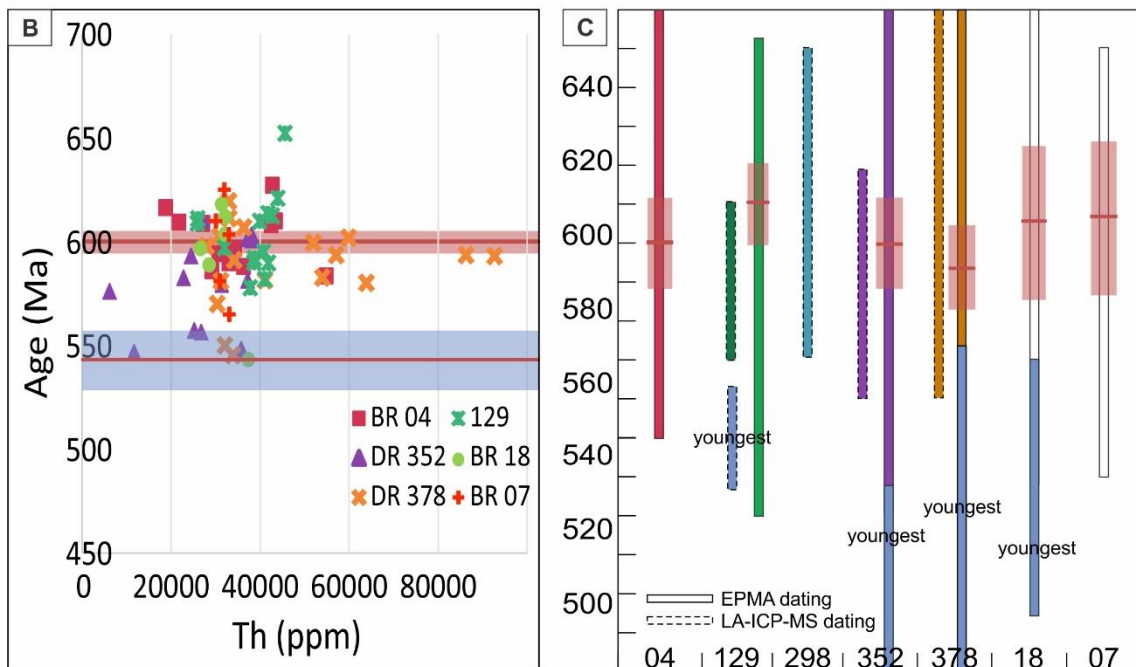 B
700
650
600
550
500
450
Age (Ma)
0 20000 40000 60000 80000
Th (ppm)
BR 04 129
DR 352 BR 18
DR 378 BR 07
C
640
620
600
580
560
540
520
500
youngest
youngest
youngest
youngest
EPMA dating
LA-ICP-MS dating
04 129 298 352 378 18 07